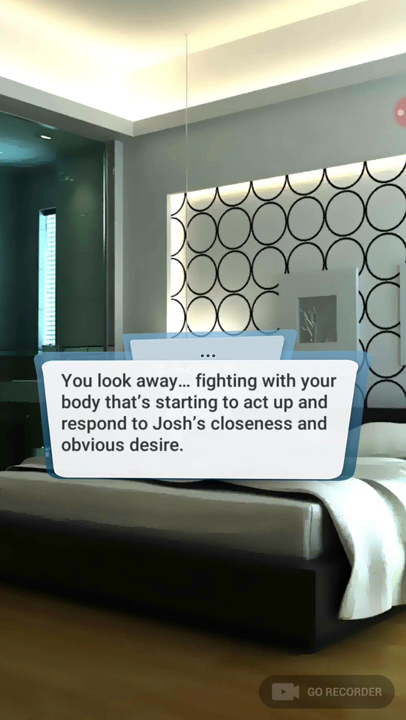 ...
You look away... fighting with your
body that’s starting to act up and
respond to Josh’s closeness and
obvious desire.
GO RECORDER